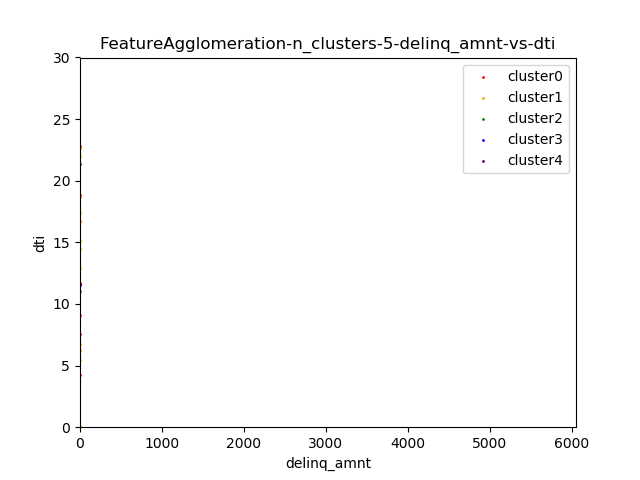 FeatureAgglomeration-n_clusters-5-delinq_amnt-vs-dti
30
25
20
15
10
5
0
dti
cluster0
cluster1
cluster2
cluster3
cluster4
0 1000 2000 3000 4000 5000 6000
delinq_amnt